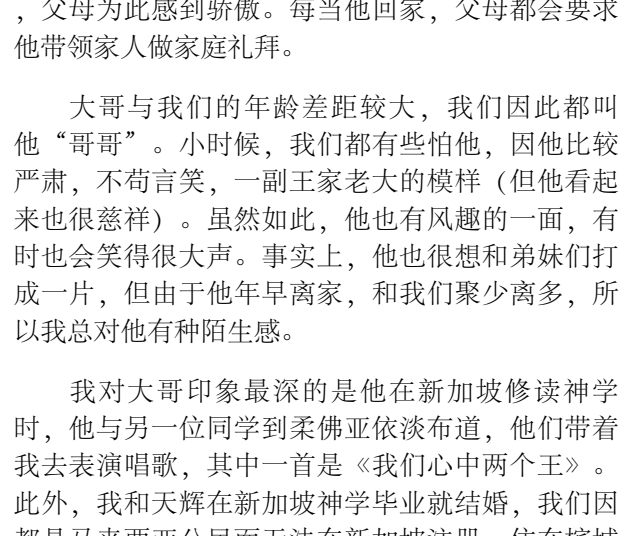 ，父母为此感到骄傲。每当他回家，父母都会要求
他带领家人做家庭礼拜。
大哥与我们的年龄差距较大，我们因此都叫
他“哥哥”。小时候，我们都有些怕他，因他比较
严肃，不苟言笑，一副王家老大的模样（但他看起
来也很慈祥）。虽然如此，他也有风趣的一面，有
时也会笑得很大声。事实上，他也很想和弟妹们打
成一片，但由于他年早离家，和我们聚少离多，所
以我总对他有种陌生感。
我对大哥印象最深的是他在新加坡修读神学
时，他与另一位同学到柔佛亚依淡布道，他们带着
我去表演唱歌，其中一首是《我们心中两个王》。
此外，我和天辉在新加坡神学毕业就结婚，我们因